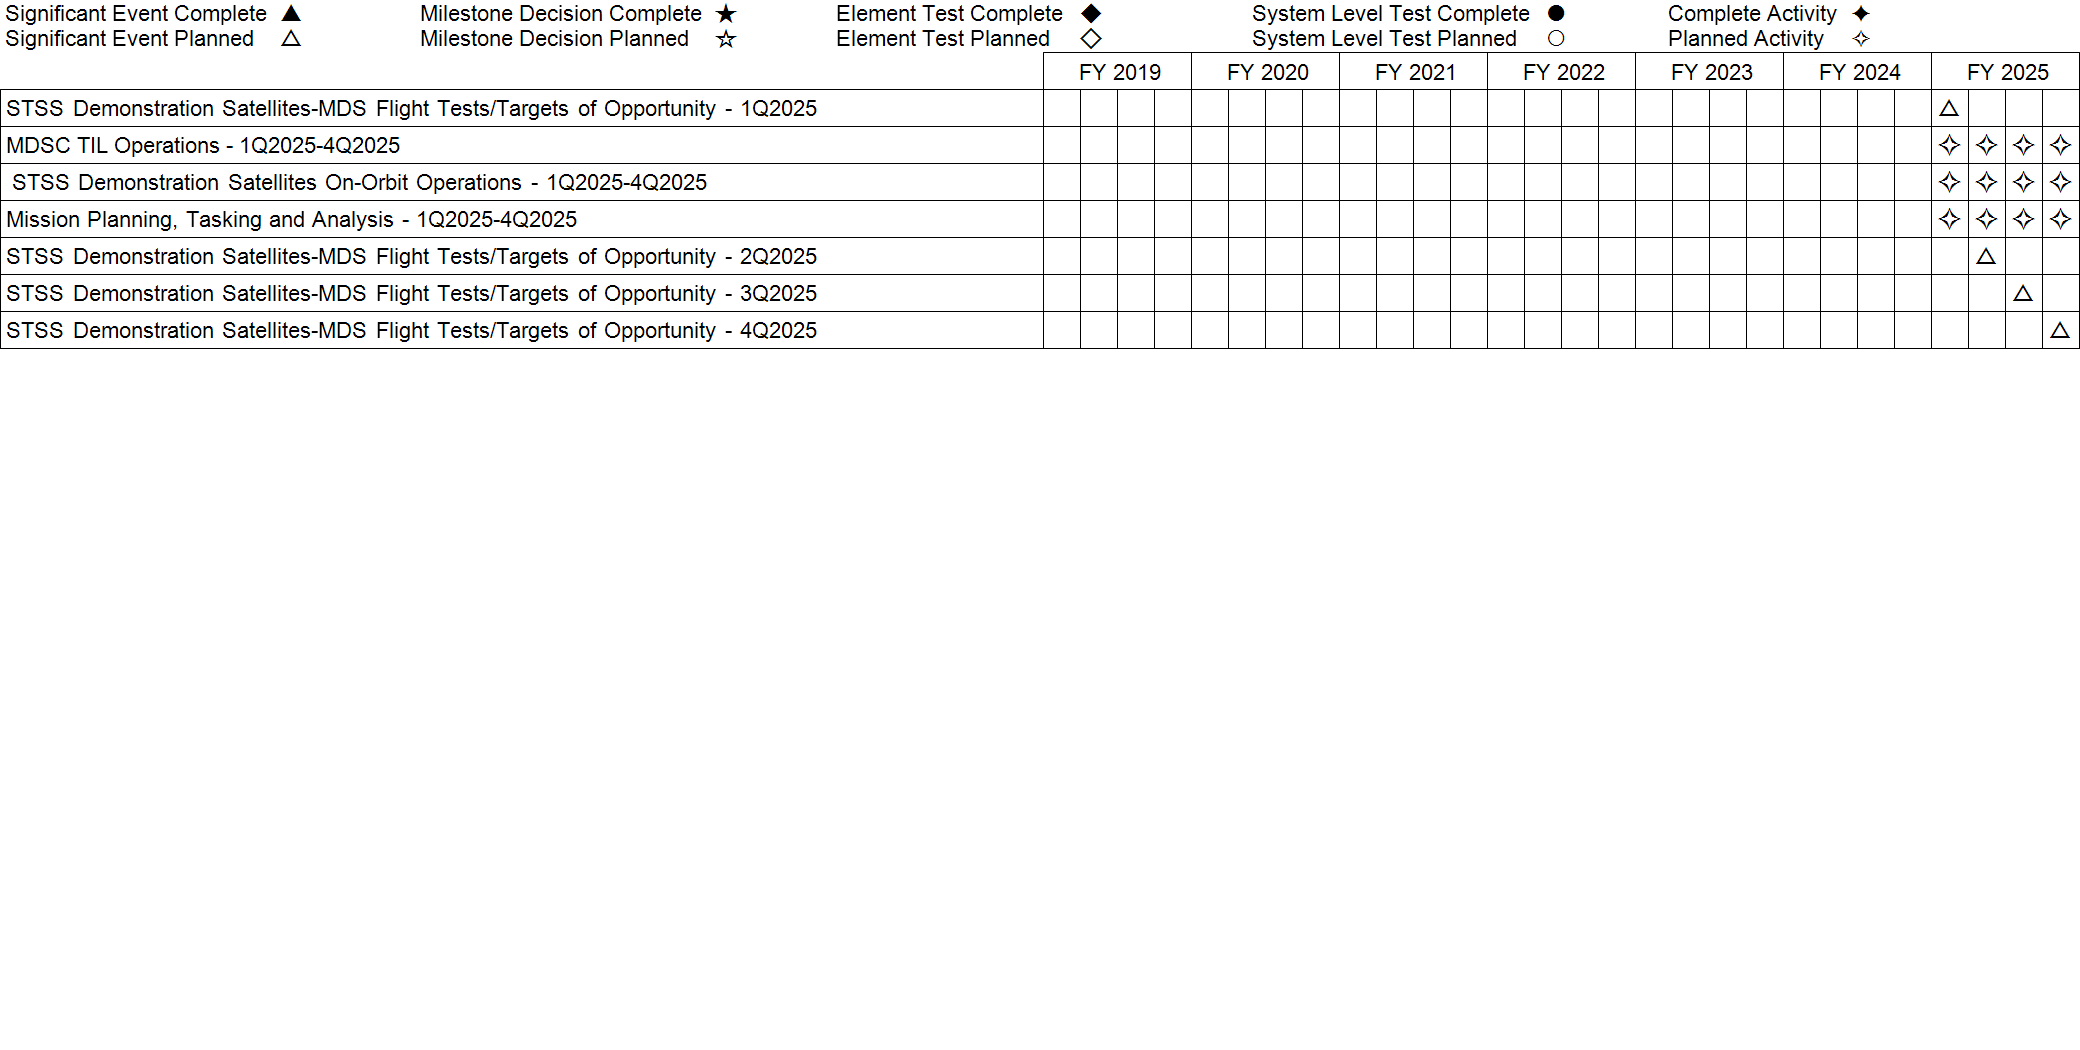 Significant Event Complete ▲ Milestone Decision Complete ★ Element Test Complete ◆ System Level Test Complete ● Complete Activity ✦
Significant Event Planned △ Milestone Decision Planned ☆ Element Test Planned ◇ System Level Test Planned ○ Planned Activity ✧
FY 2019 FY 2020 FY 2021 FY 2022 FY 2023 FY 2024 FY 2025
STSS Demonstration Satellites-MDS Flight Tests/Targets of Opportunity - 1Q2025 △
MDSC TIL Operations - 1Q2025-4Q2025 ✧ ✧ ✧ ✧
STSS Demonstration Satellites On-Orbit Operations - 1Q2025-4Q2025 ✧ ✧ ✧ ✧
Mission Planning, Tasking and Analysis - 1Q2025-4Q2025 ✧ ✧ ✧ ✧
STSS Demonstration Satellites-MDS Flight Tests/Targets of Opportunity - 2Q2025 △
STSS Demonstration Satellites-MDS Flight Tests/Targets of Opportunity - 3Q2025 △
STSS Demonstration Satellites-MDS Flight Tests/Targets of Opportunity - 4Q2025 △